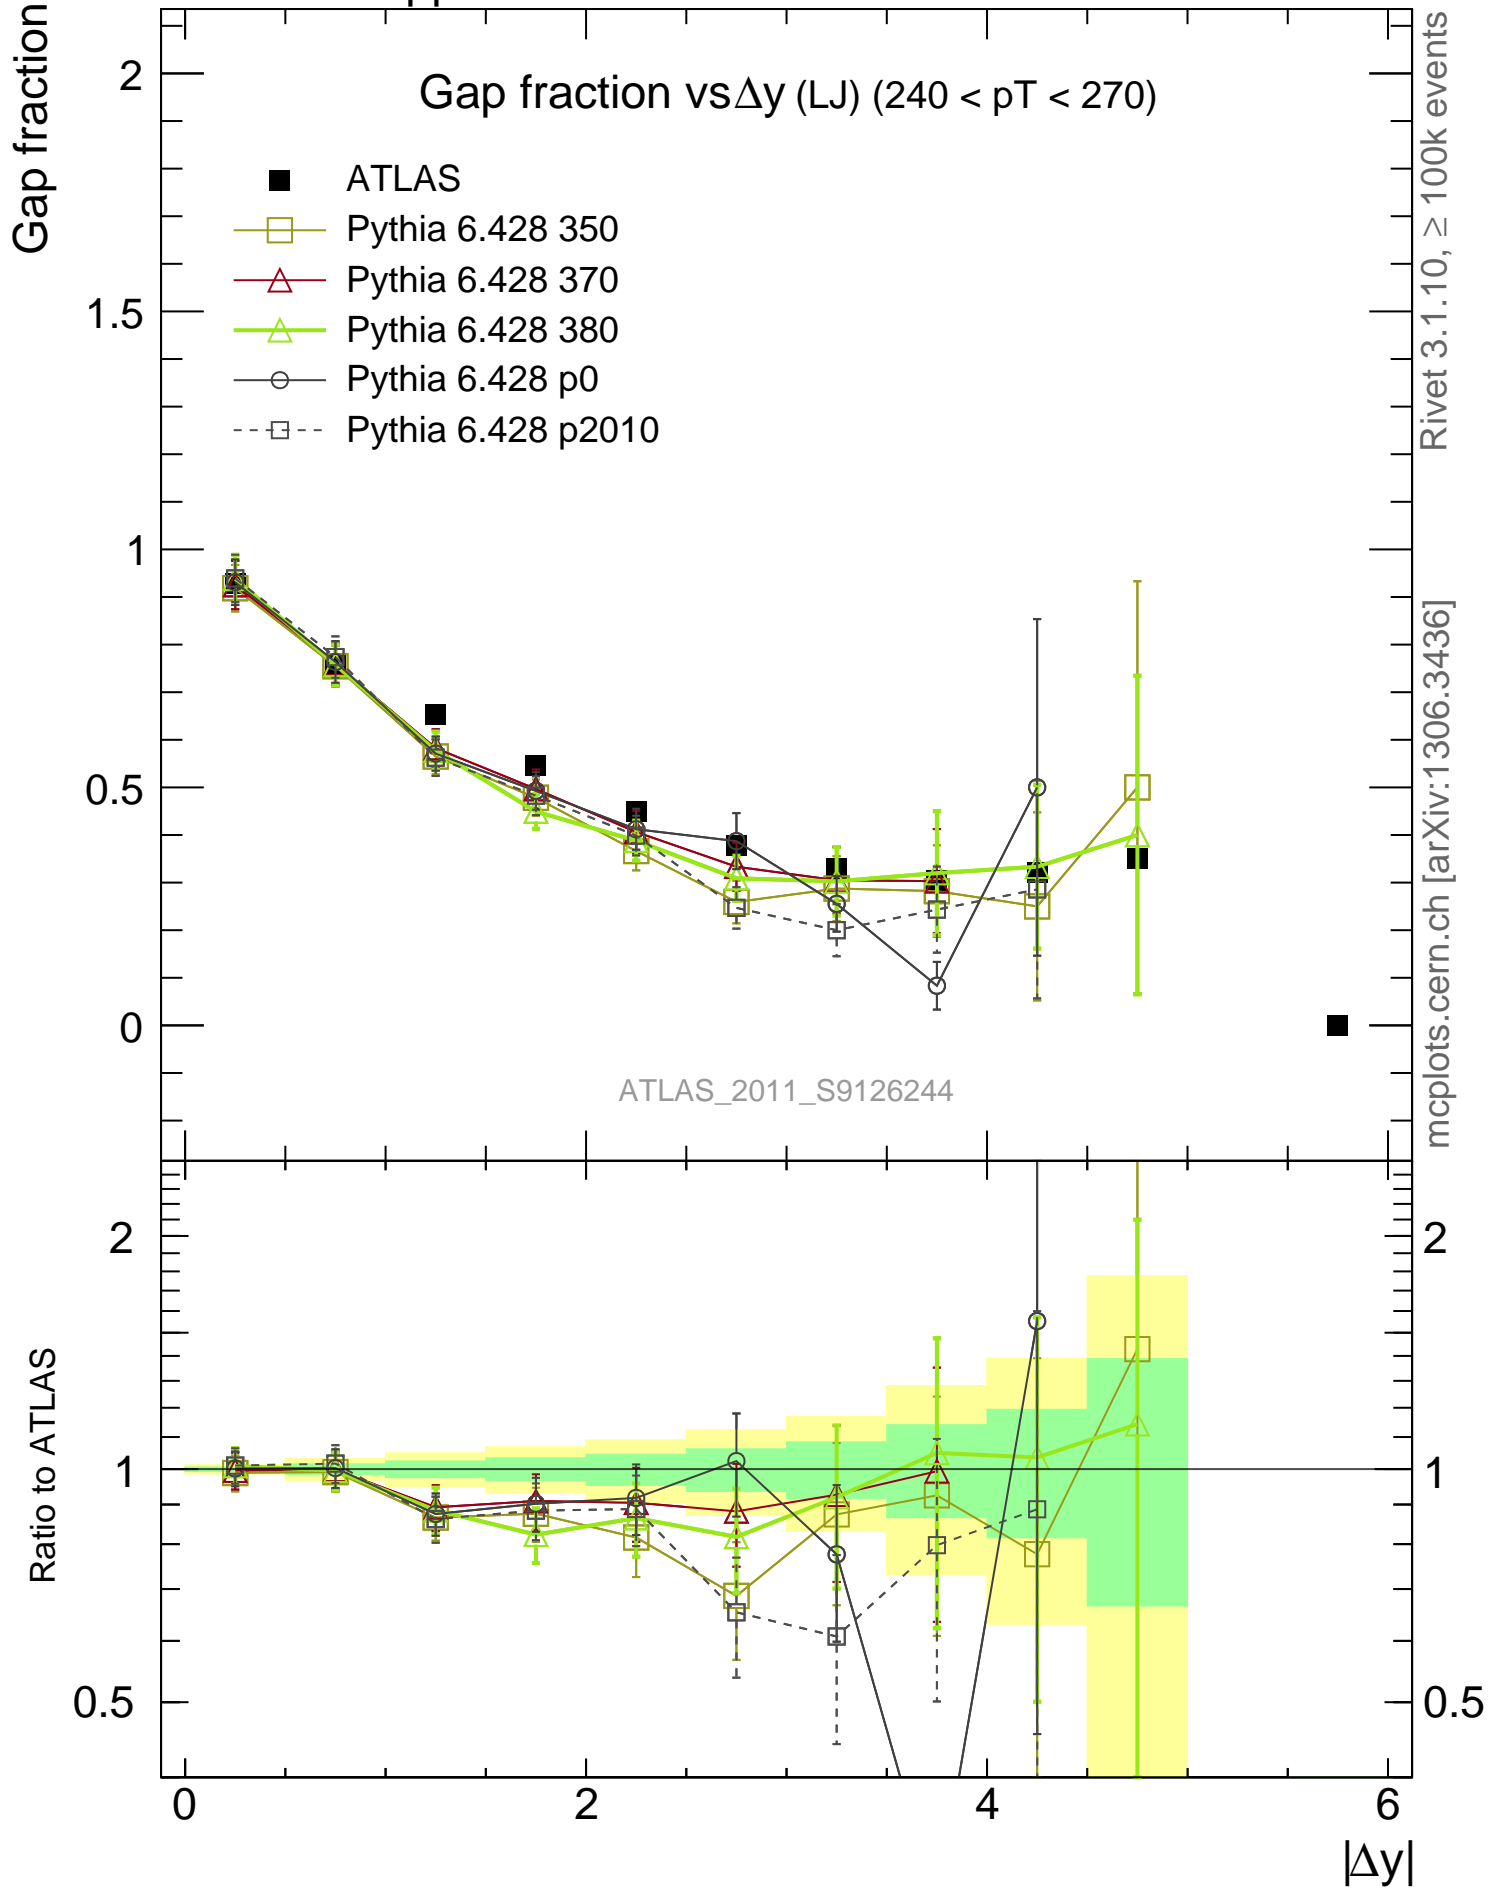 Gap fraction
Gap fraction vs Δy (LJ) (240 < pT < 270)
ATLAS
Pythia 6.428 350
Pythia 6.428 370
Pythia 6.428 380
Pythia 6.428 p0
Pythia 6.428 p2010
2
1.5
1
0.5
0
ATLAS_2011_S9126244
Rivet 3.1.10, ≥ 100k events
mcplots.cern.ch [arXiv:1306.3436]
Ratio to ATLAS
2
1
0.5
2
1
0.5
0
2
4
6
|Δy|